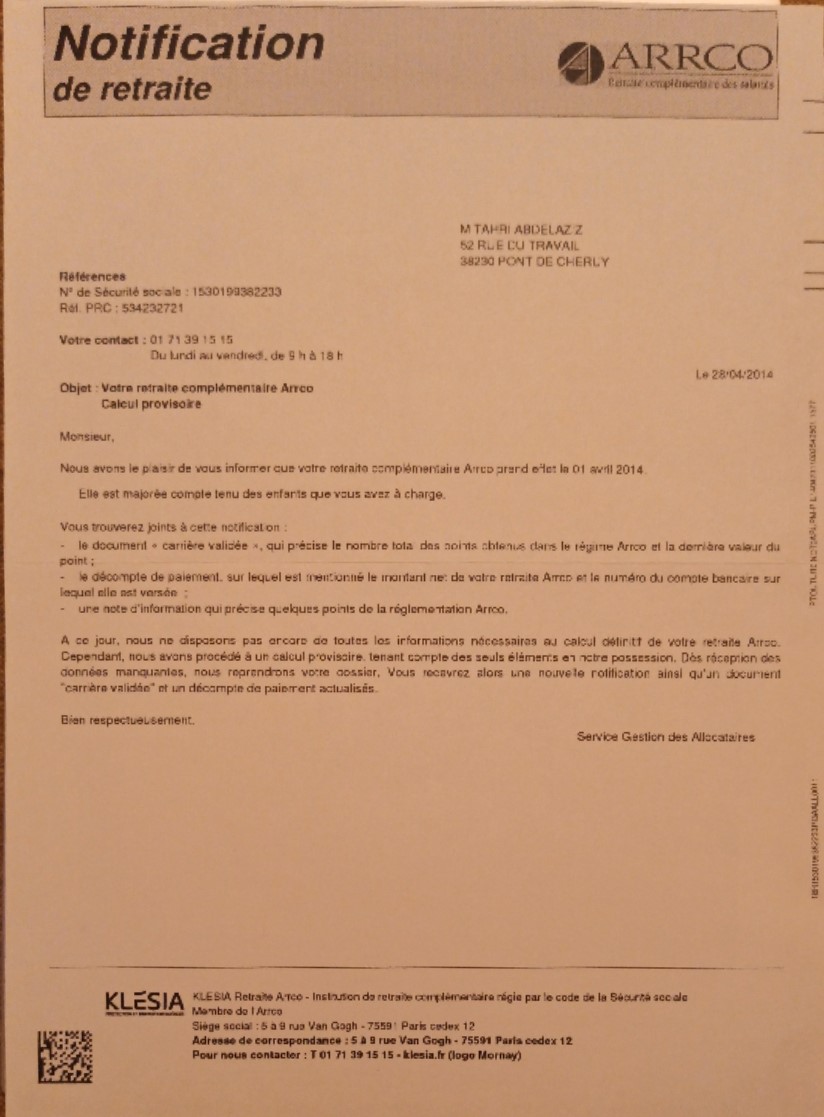 Notification
de retraite
ARRCO
Retraite complémentaire des salariés
M TAHRI ABDELAZIZ
52 RUE DU TRAVAIL
38230 PONT DE CHERUY
Références
N° de Sécurité sociale : 1530199382233
Réf. PRC : 534232721
Votre contact : 01 71 39 15 15
Du lundi au vendredi, de 9 h à 18 h
Le 28/04/2014
Objet : Votre retraite complémentaire Arrco
Calcul provisoire
Monsieur,
Nous avons le plaisir de vous informer que votre retraite complémentaire Arrco prend effet le 01 avril 2014.
Elle est majorée compte tenu des enfants que vous avez à charge.
Vous trouverez joints à cette notification :
- le document « carrière validée », qui précise le nombre total des points obtenus dans le régime Arrco et la dernière valeur du
point ;
- le décompte de paiement, sur lequel est mentionné le montant net de votre retraite Arrco et le numéro du compte bancaire sur
lequel elle est versée ;
- une note d'information qui précise quelques points de la réglementation Arrco.
A ce jour, nous ne disposons pas encore de toutes les informations nécessaires au calcul définitif de votre retraite Arrco.
Cependant, nous avons procédé à un calcul provisoire, tenant compte des seuls éléments en notre possession. Dès réception des
données manquantes, nous reprendrons votre dossier. Vous recevrez alors une nouvelle notification ainsi qu'un document
"carrière validée" et un décompte de paiement actualisés.
Bien respectueusement.
Service Gestion des Allocataires
KLESIA
KLESIA Retraite Arrco - Institution de retraite complémentaire régie par le code de la Sécurité sociale
Membre de l'Arrco
Siège social : 5 à 9 rue Van Gogh - 75591 Paris cedex 12
Adresse de correspondance : 5 à 9 rue Van Gogh - 75591 Paris cedex 12
Pour nous contacter : T 01 71 39 15 15 - klesia.fr (logo Mornay)